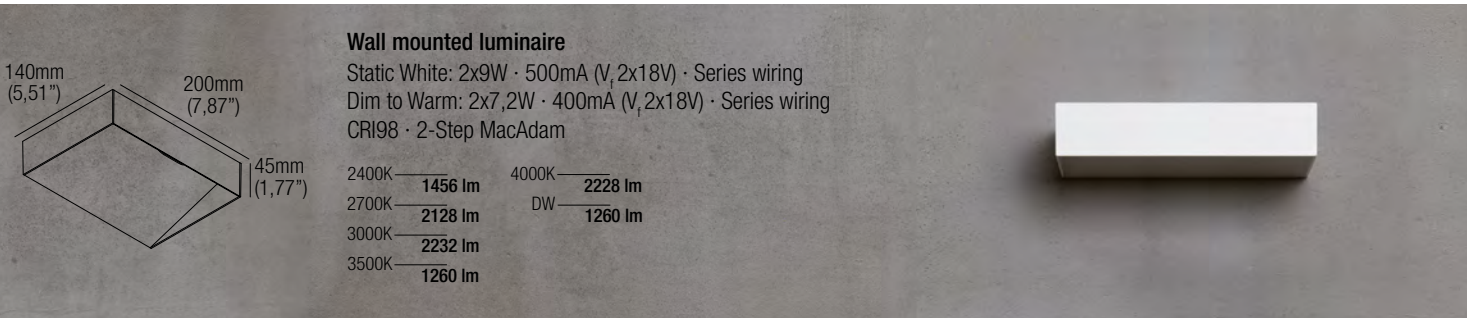 140mm
(5,51”)
200mm
(7,87”)
45mm
(1,77”)
Wall mounted luminaire
Static White: 2x9W · 500mA (Vf 2x18V) · Series wiring
Dim to Warm: 2x7,2W · 400mA (Vf 2x18V) · Series wiring
CRI98 · 2-Step MacAdam
2400K 1456 lm
2700K 2128 lm
3000K 2232 lm
3500K 1260 lm
4000K 2228 lm
DW 1260 lm